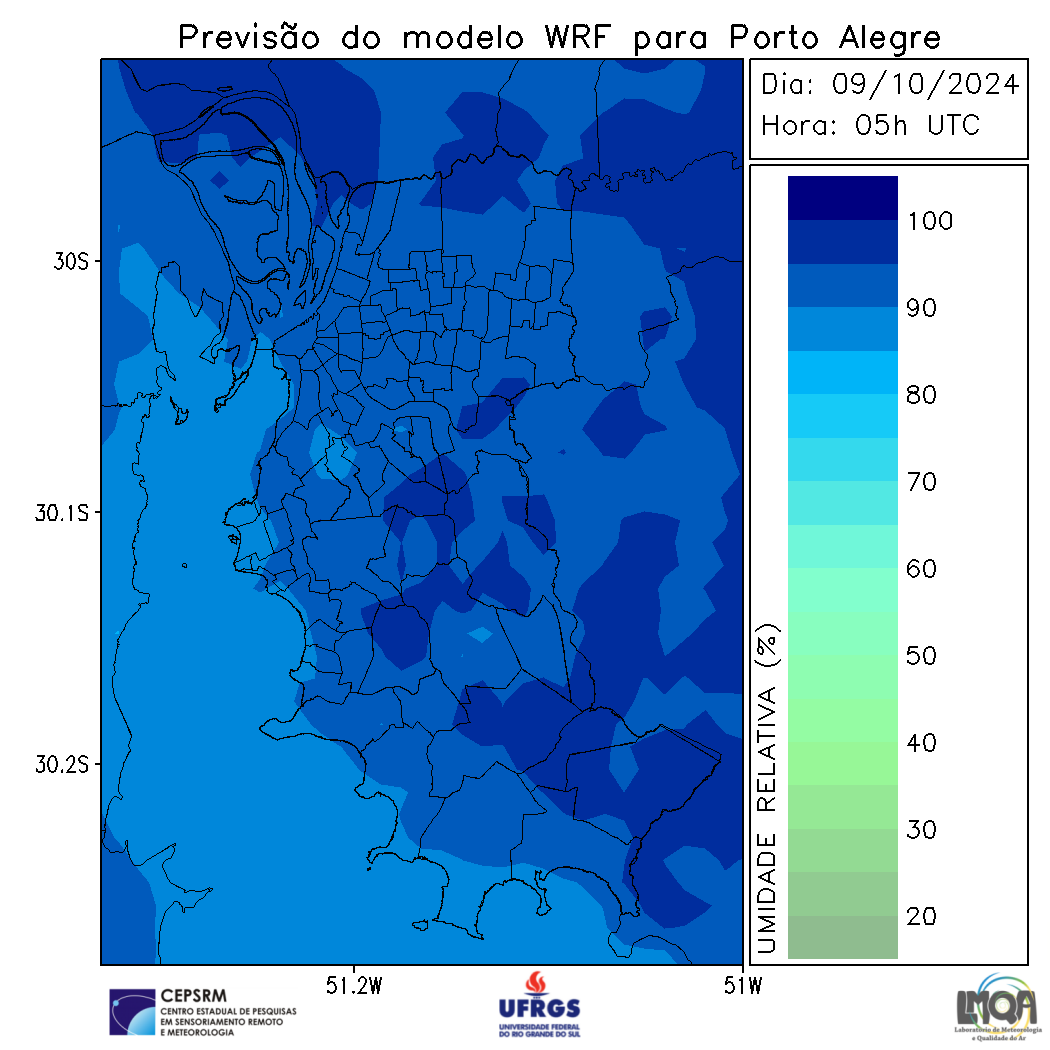 Previsão do modelo WRF para Porto Alegre
Dia: 09/10/2024
Hora: 05h UTC
30S
30.1S
30.2S
51.2W
51W
100
90
80
70
60
50
40
30
20
UMIDADE RELATIVA (%)
CEPSRM
CENTRO ESTADUAL DE PESQUISAS
EM SENSORIAMENTO REMOTO
E METEOROLOGIA
UFRGS
UNIVERSIDADE FEDERAL
DO RIO GRANDE DO SUL
LMQA
Laboratório de Meteorologia
e Qualidade do Ar